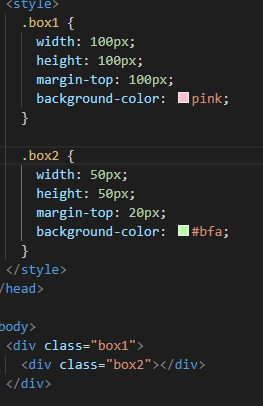 <style>
.box1 {
width: 100px;
height: 100px;
margin-top: 100px;
background-color: pink;
}
.box2 {
width: 50px;
height: 50px;
margin-top: 20px;
background-color: #bfa;
}
</style>
/head>
body>
<div class="box1">
<div class="box2"></div>
</div>